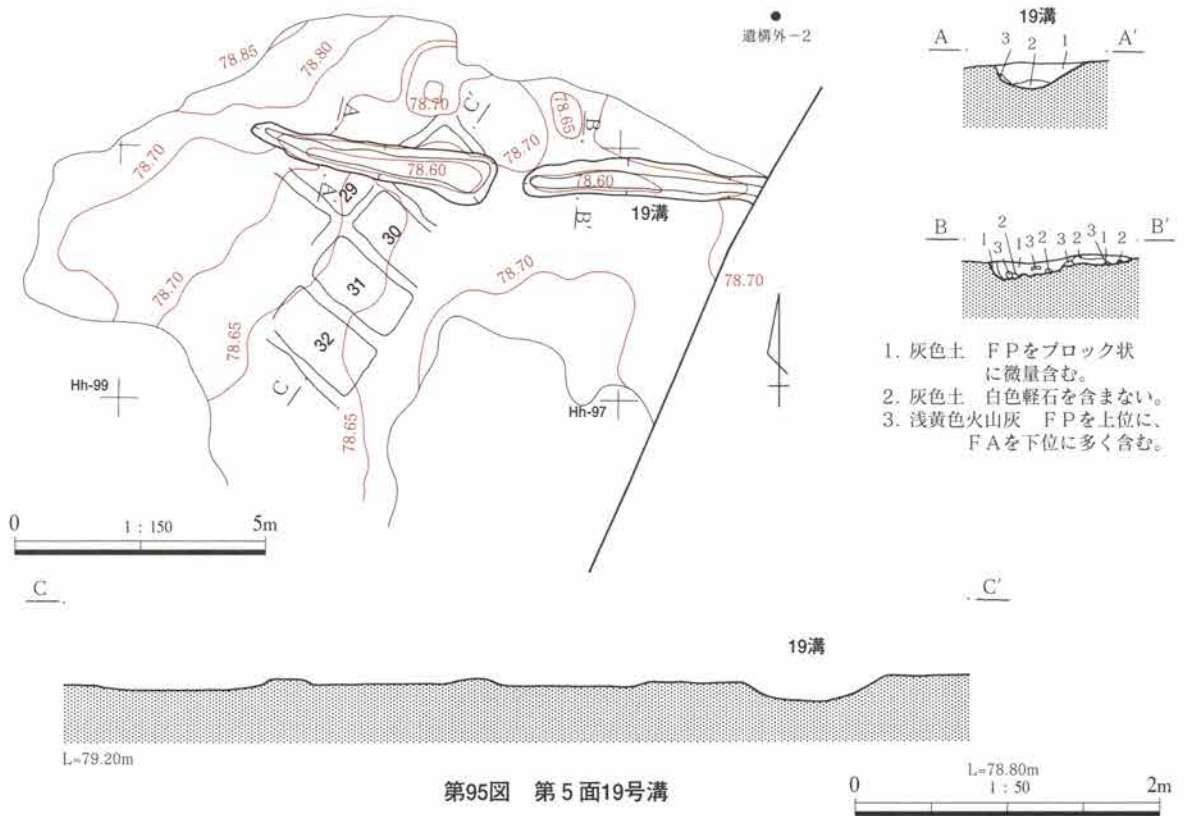 遺構外−2
78.85
78.80
A
78.70
C'
78.65
B
78.70
78.70
78.60
78.60
A'
29
B'
19溝
30
78.70
31
78.70
78.70
32
78.65
C
Hh-99
Hh-97
78.65
0 1：150 5m
19溝
A 3 2 1 A'
B 2 B'
1 3 1 3 2 3 2 3 1 2
1. 灰色土　ＦＰをブロック状
に微量含む。
2. 灰色土　白色軽石を含まない。
3. 浅黄色火山灰　ＦＰを上位に、
ＦＡを下位に多く含む。
C C'
19溝
L=79.20m
L=78.80m
0 1：50 2m
第95図　第５面19号溝